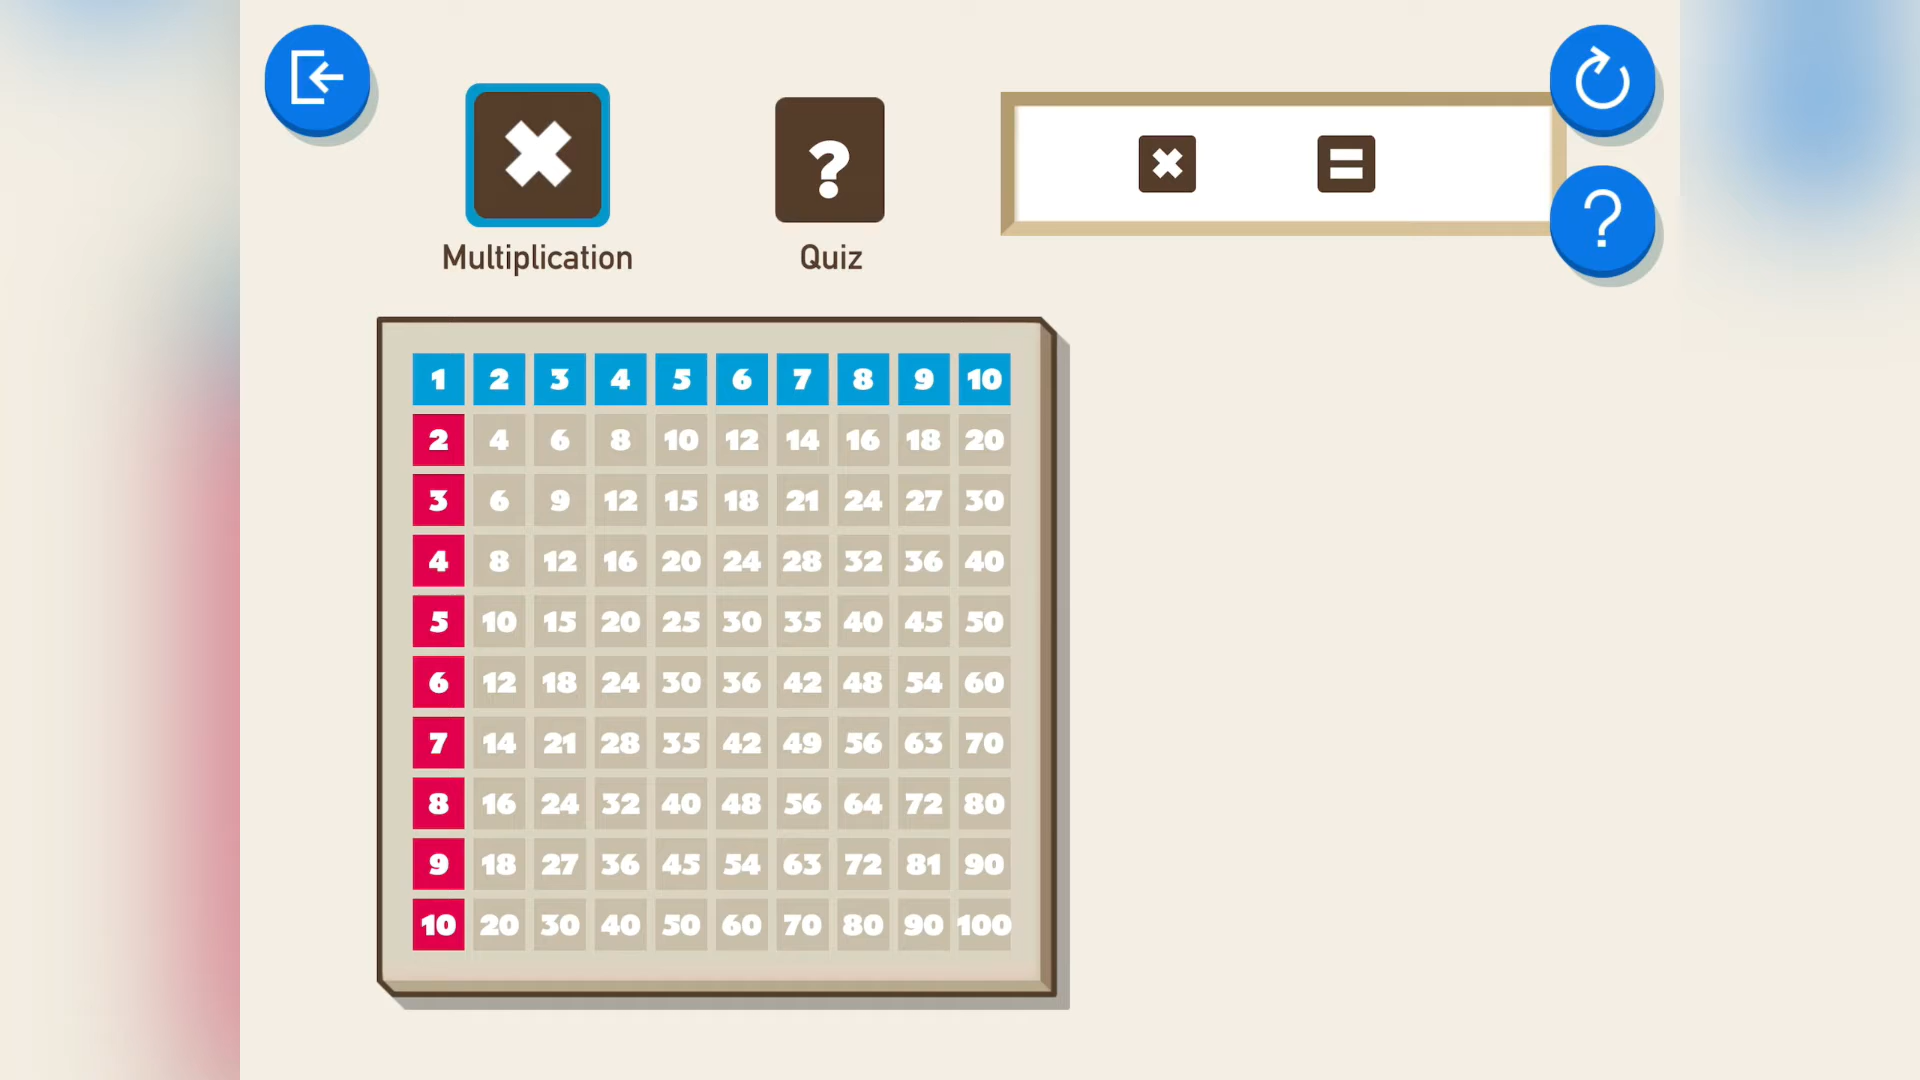 × =
?
?
Multiplication Quiz
1 2 3 4 5 6 7 8 9 10
2 4 6 8 10 12 14 16 18 20
3 6 9 12 15 18 21 24 27 30
4 8 12 16 20 24 28 32 36 40
5 10 15 20 25 30 35 40 45 50
6 12 18 24 30 36 42 48 54 60
7 14 21 28 35 42 49 56 63 70
8 16 24 32 40 48 56 64 72 80
9 18 27 36 45 54 63 72 81 90
10 20 30 40 50 60 70 80 90 100